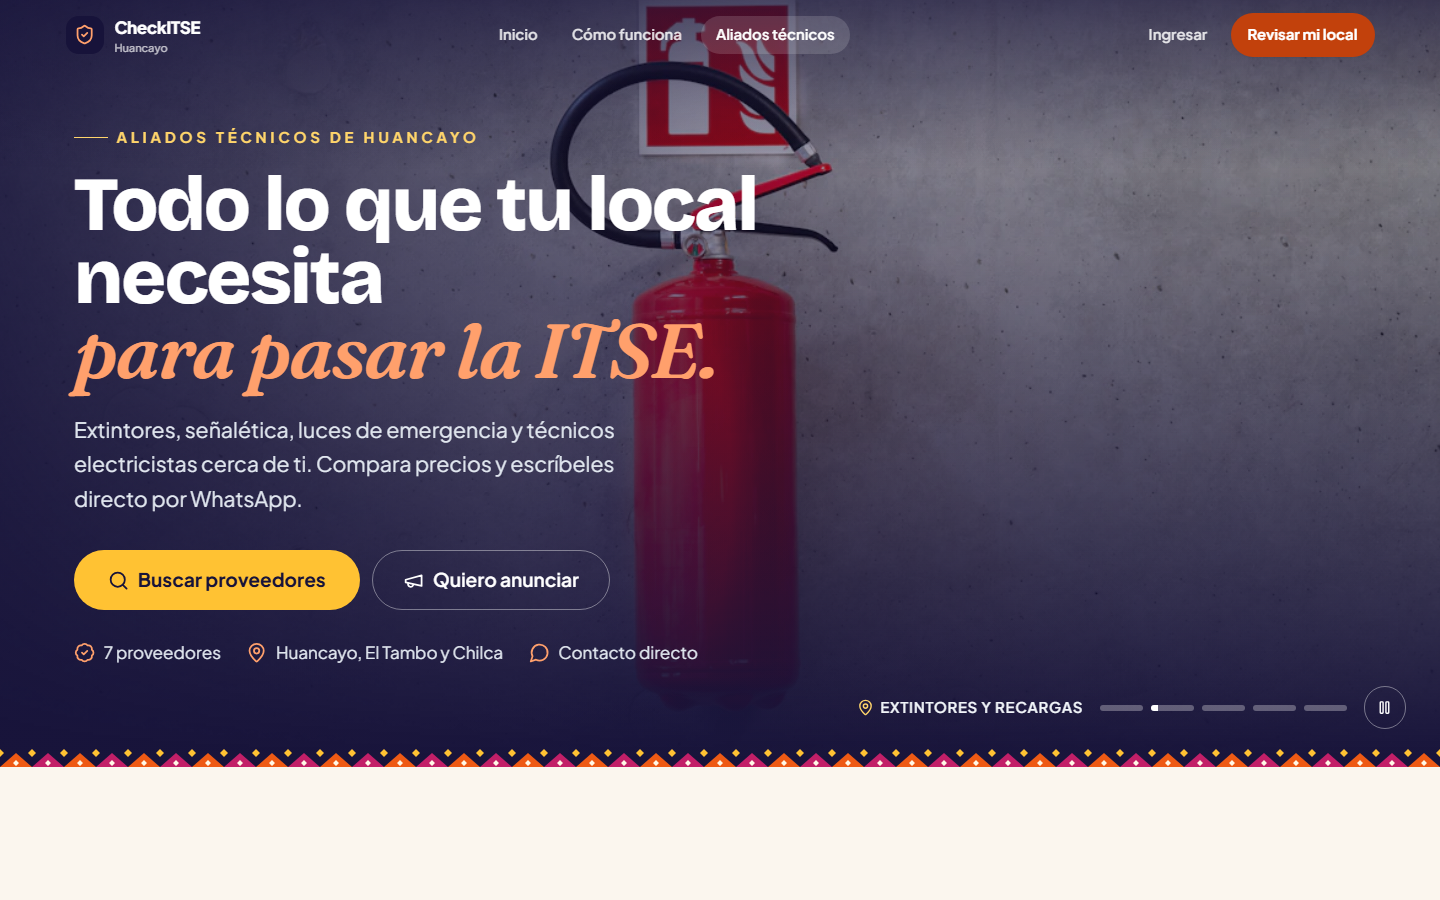 CheckITSE
Huancayo
Inicio
Cómo funciona
Aliados técnicos
Ingresar
Revisar mi local
ALIADOS TÉCNICOS DE HUANCAYO
Todo lo que tu local
necesita
para pasar la ITSE.
Extintores, señalética, luces de emergencia y técnicos
electricistas cerca de ti. Compara precios y escríbeles
directo por WhatsApp.
Buscar proveedores
Quiero anunciar
7 proveedores
Huancayo, El Tambo y Chilca
Contacto directo
EXTINTORES Y RECARGAS